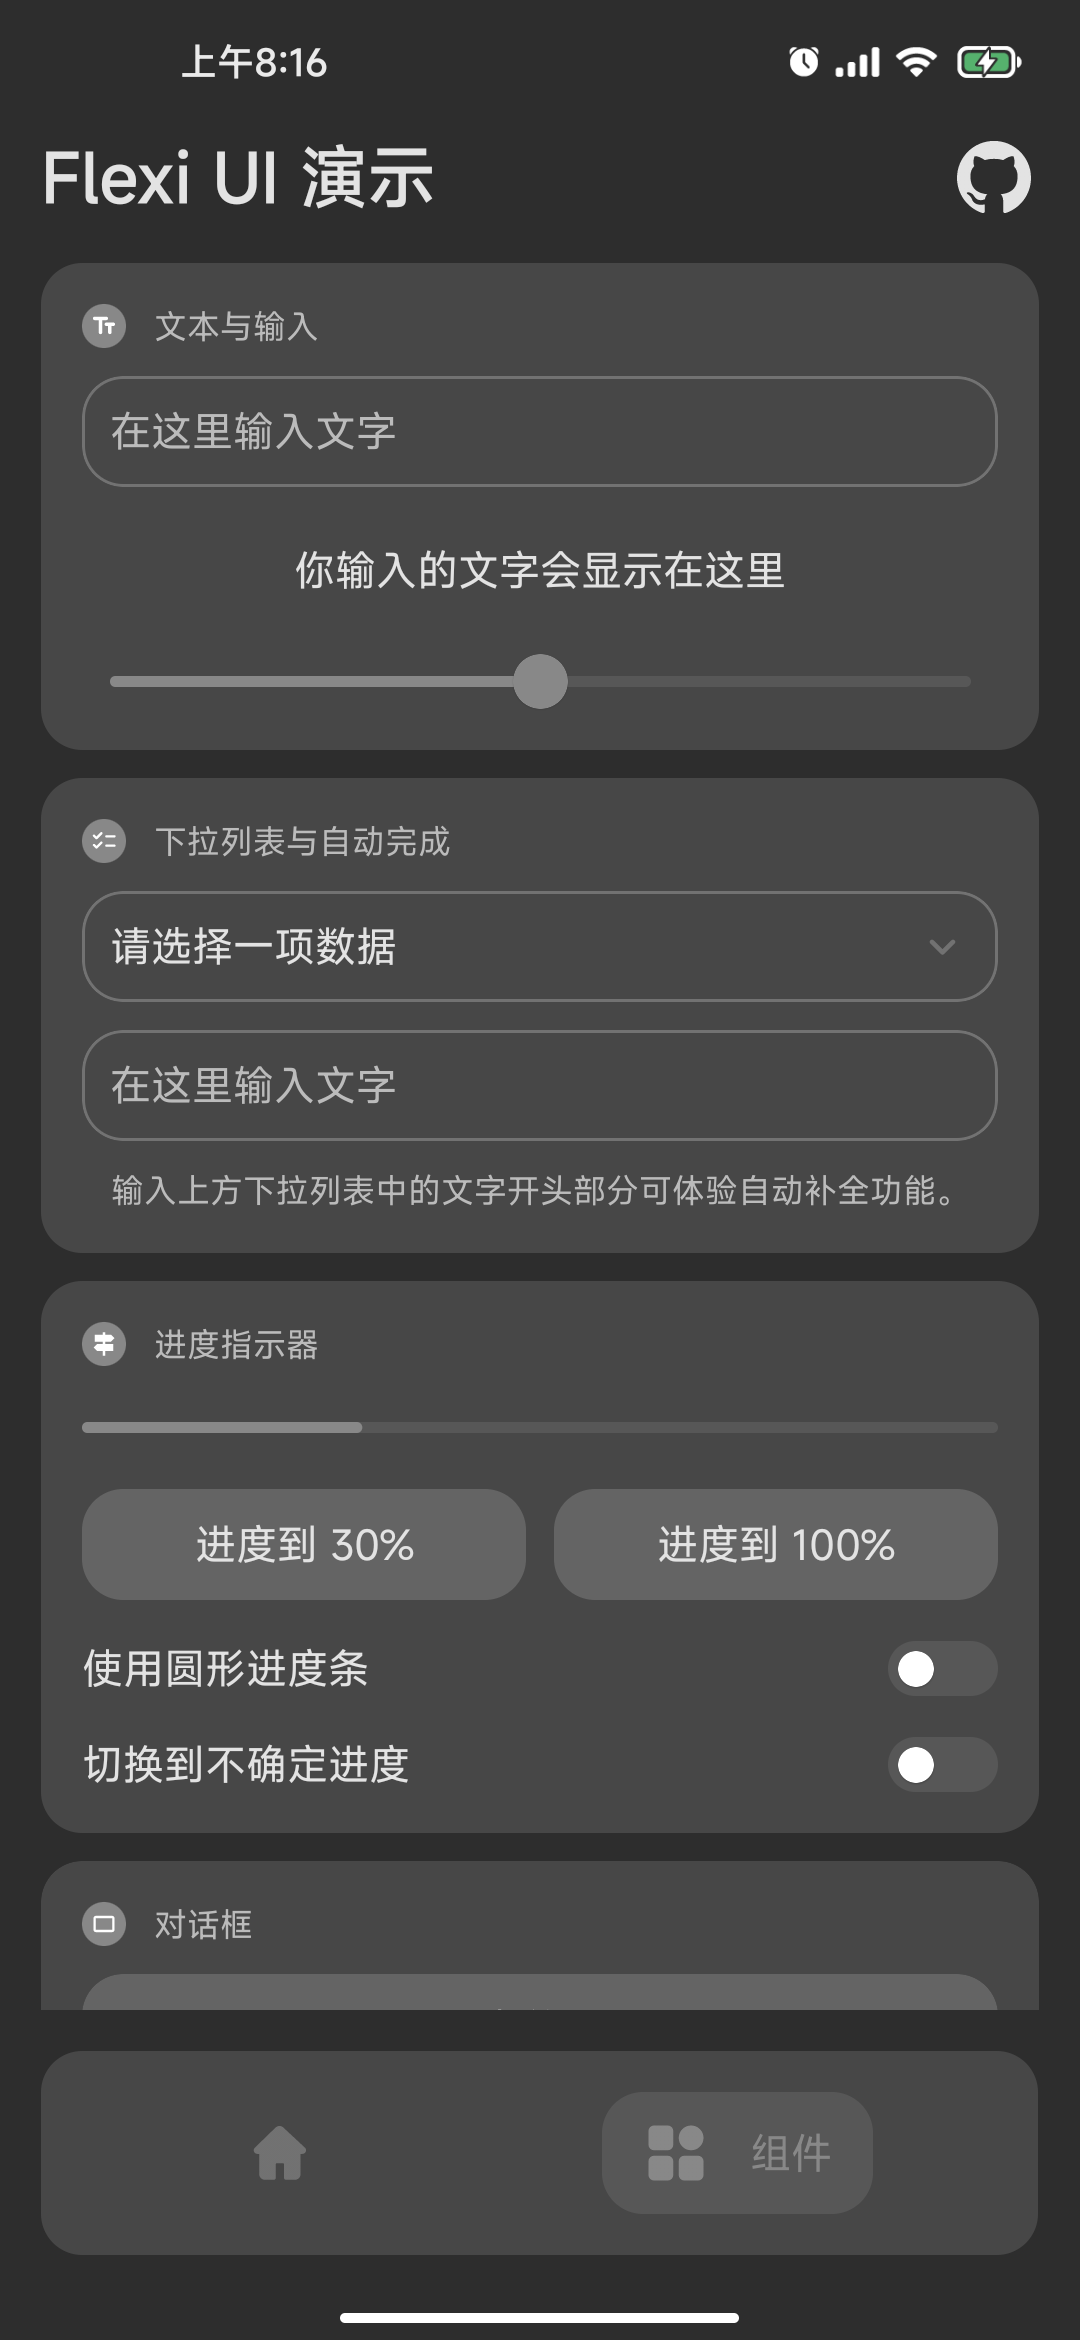 上午8:16
Flexi UI 演示
文本与输入
在这里输入文字
你输入的文字会显示在这里
下拉列表与自动完成
请选择一项数据
在这里输入文字
输入上方下拉列表中的文字开头部分可体验自动补全功能。
进度指示器
进度到 30%
进度到 100%
使用圆形进度条
切换到不确定进度
对话框
组件